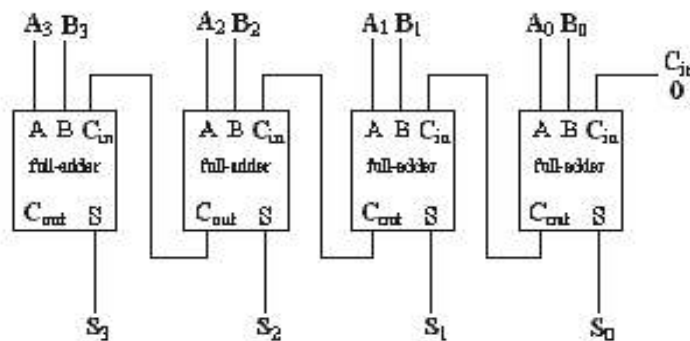 A3 B3 A2 B2 A1 B1 A0 B0
Cin
0
A B Cin A B Cin A B Cin A B Cin
full-adder full-adder full-adder full-adder
Cout S Cout S Cout S Cout S
S3 S2 S1 S0